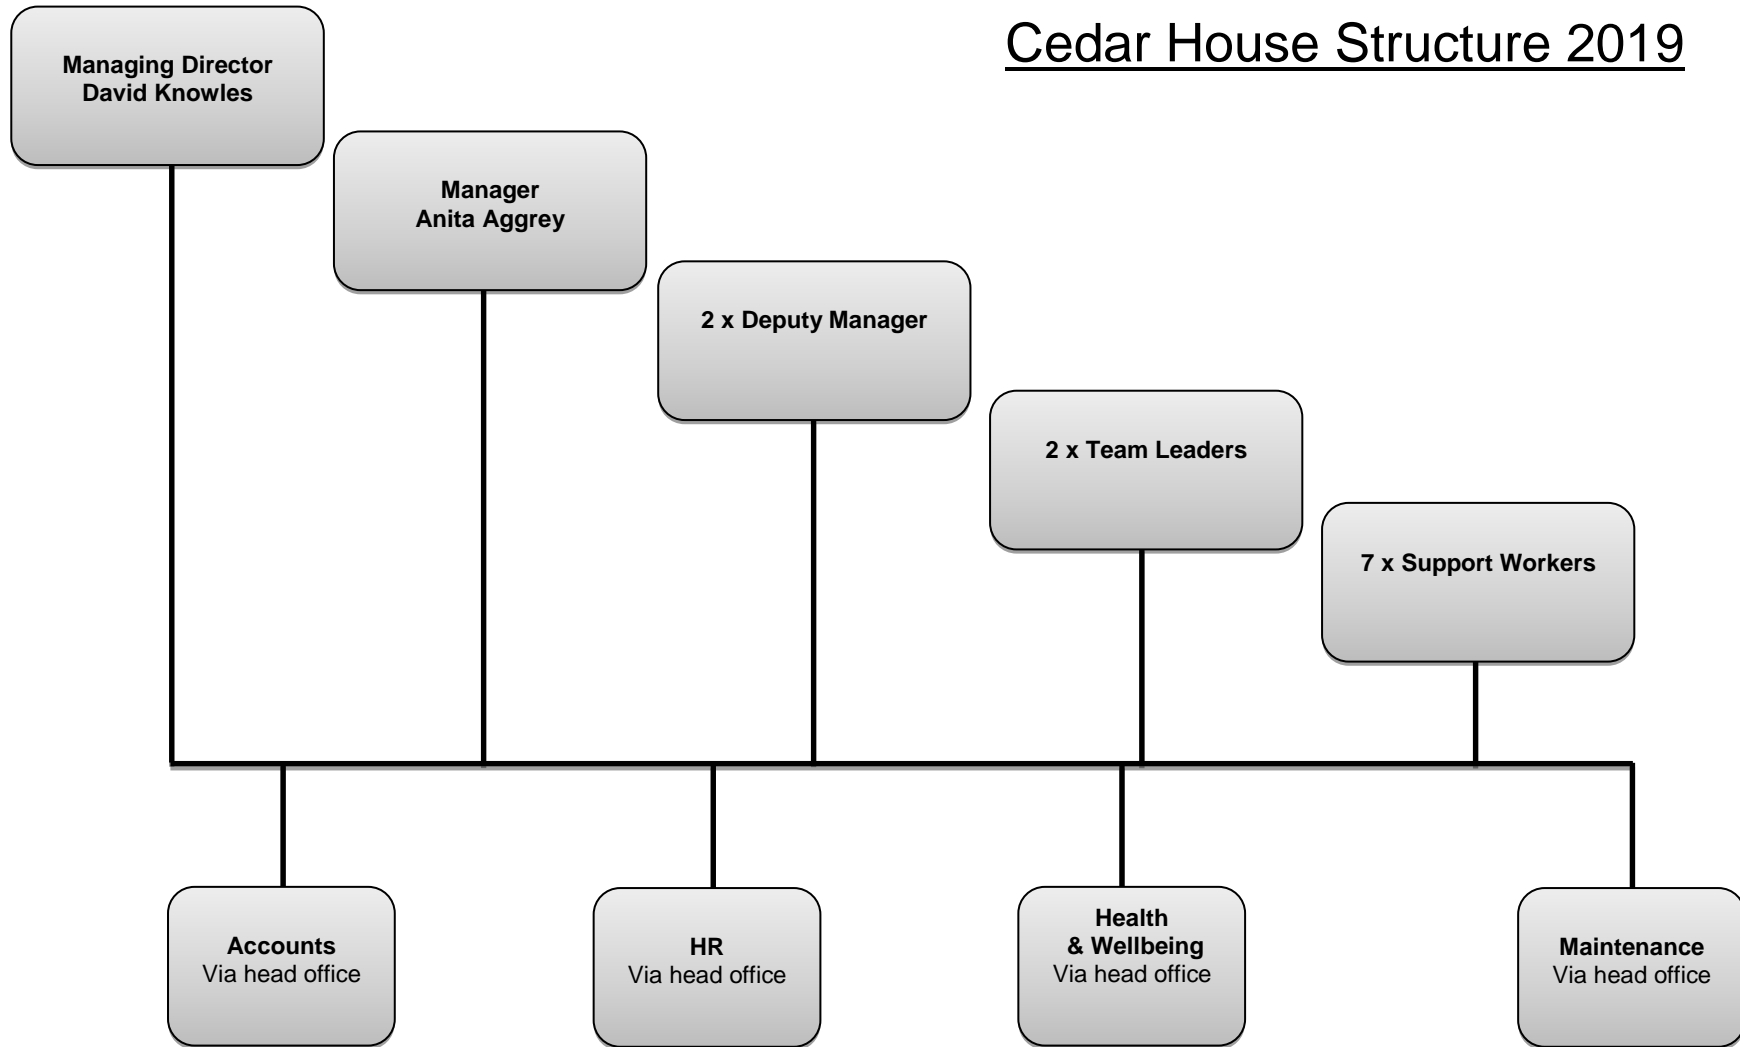 Cedar House Structure 2019
Managing Director
David Knowles
Manager
Anita Aggrey
2 x Deputy Manager
2 x Team Leaders
7 x Support Workers
Accounts
Via head office
HR
Via head office
Health
& Wellbeing
Via head office
Maintenance
Via head office